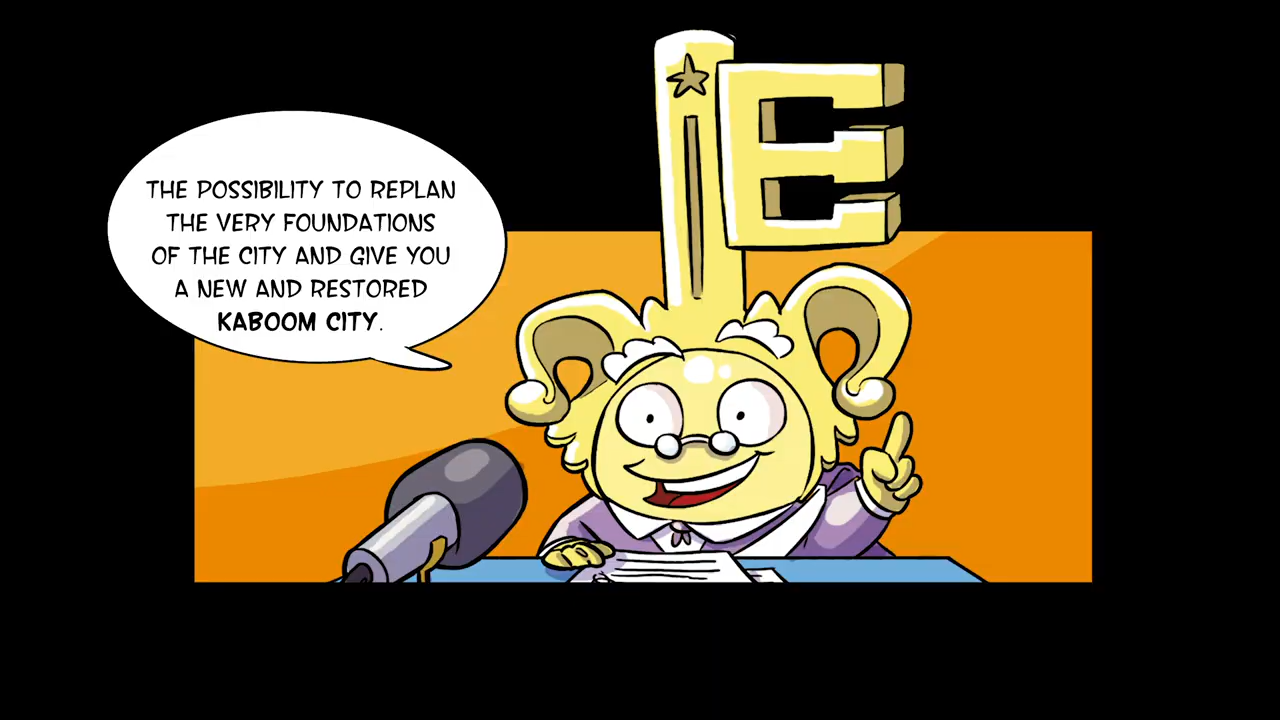 THE POSSIBILITY TO REPLAN
THE VERY FOUNDATIONS
OF THE CITY AND GIVE YOU
A NEW AND RESTORED
KABOOM CITY.
E